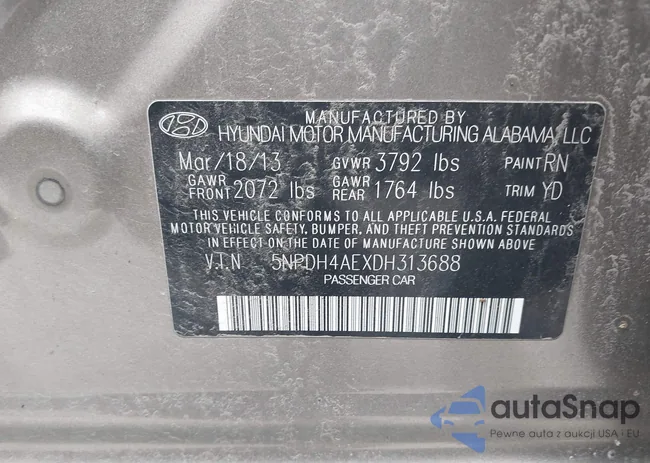 MANUFACTURED BY
HYUNDAI MOTOR MANUFACTURING ALABAMA, LLC
Mar/18/13 GVWR 3792 lbs PAINT RN
GAWR FRONT 2072 lbs GAWR REAR 1764 lbs TRIM YD
THIS VEHICLE CONFORMS TO ALL APPLICABLE U.S.A. FEDERAL
MOTOR VEHICLE SAFETY, BUMPER, AND THEFT PREVENTION STANDARDS
IN EFFECT ON THE DATE OF MANUFACTURE SHOWN ABOVE
V.I.N 5NPDH4AEXDH313688
PASSENGER CAR
autaSnap
Pewne auta z aukcji USA - EU